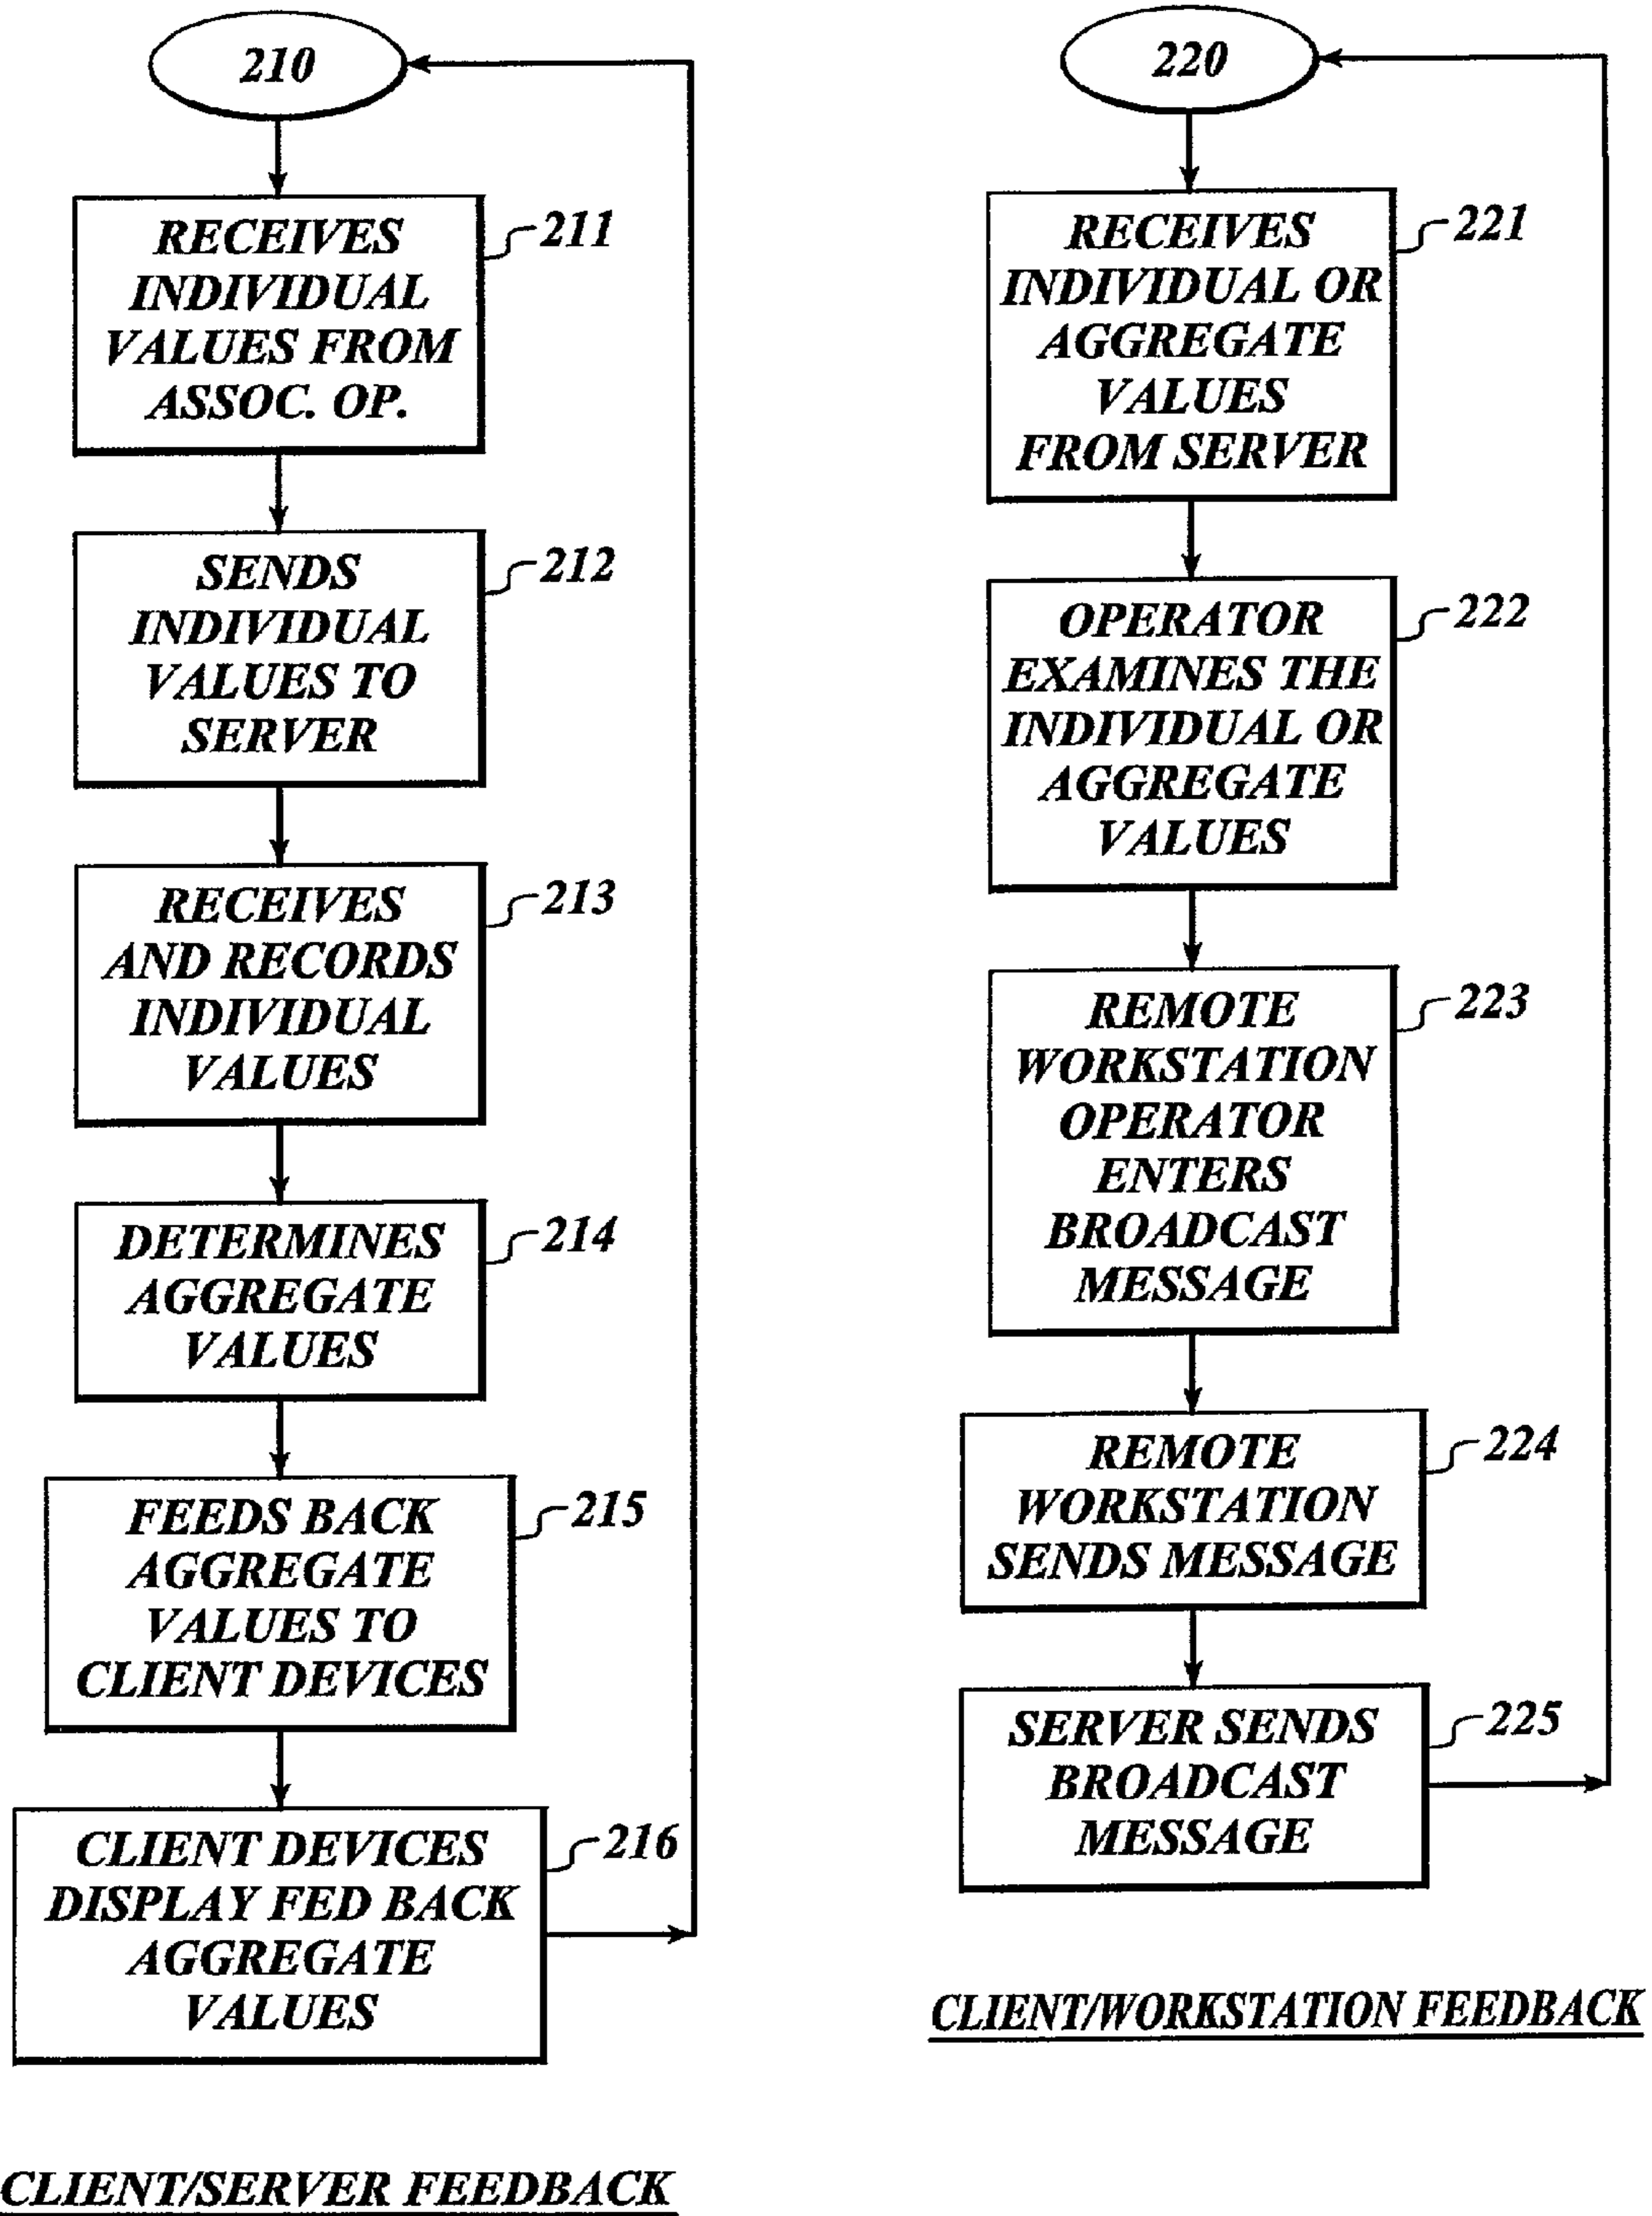 210
RECEIVES
INDIVIDUAL
VALUES FROM
ASSOC. OP.
211
SENDS
INDIVIDUAL
VALUES TO
SERVER
212
RECEIVES
AND RECORDS
INDIVIDUAL
VALUES
213
DETERMINES
AGGREGATE
VALUES
214
FEEDS BACK
AGGREGATE
VALUES TO
CLIENT DEVICES
215
CLIENT DEVICES
DISPLAY FED BACK
AGGREGATE
VALUES
216
CLIENT/SERVER FEEDBACK
220
RECEIVES
INDIVIDUAL OR
AGGREGATE
VALUES
FROM SERVER
221
OPERATOR
EXAMINES THE
INDIVIDUAL OR
AGGREGATE
VALUES
222
REMOTE
WORKSTATION
OPERATOR
ENTERS
BROADCAST
MESSAGE
223
REMOTE
WORKSTATION
SENDS MESSAGE
224
SERVER SENDS
BROADCAST
MESSAGE
225
CLIENT/WORKSTATION FEEDBACK